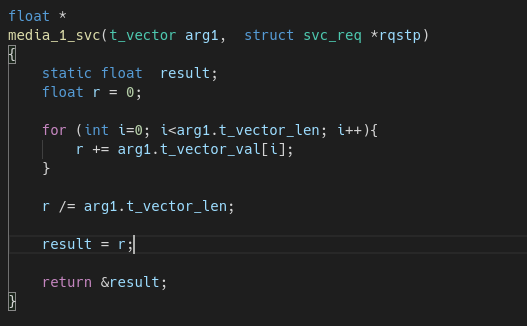 float *
media_1_svc(t_vector arg1,  struct svc_req *rqstp)
{
    static float  result;
    float r = 0;
    for (int i=0; i<arg1.t_vector_len; i++){
        r += arg1.t_vector_val[i];
    }
    r /= arg1.t_vector_len;
    result = r;
    return &result;
}